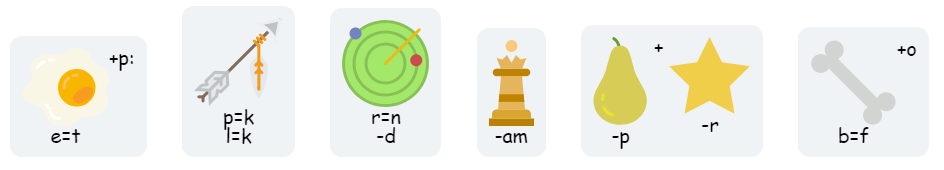 +p:
e=t
p=k
l=k
r=n
-d
-am
+
-p
-r
+o
b=f